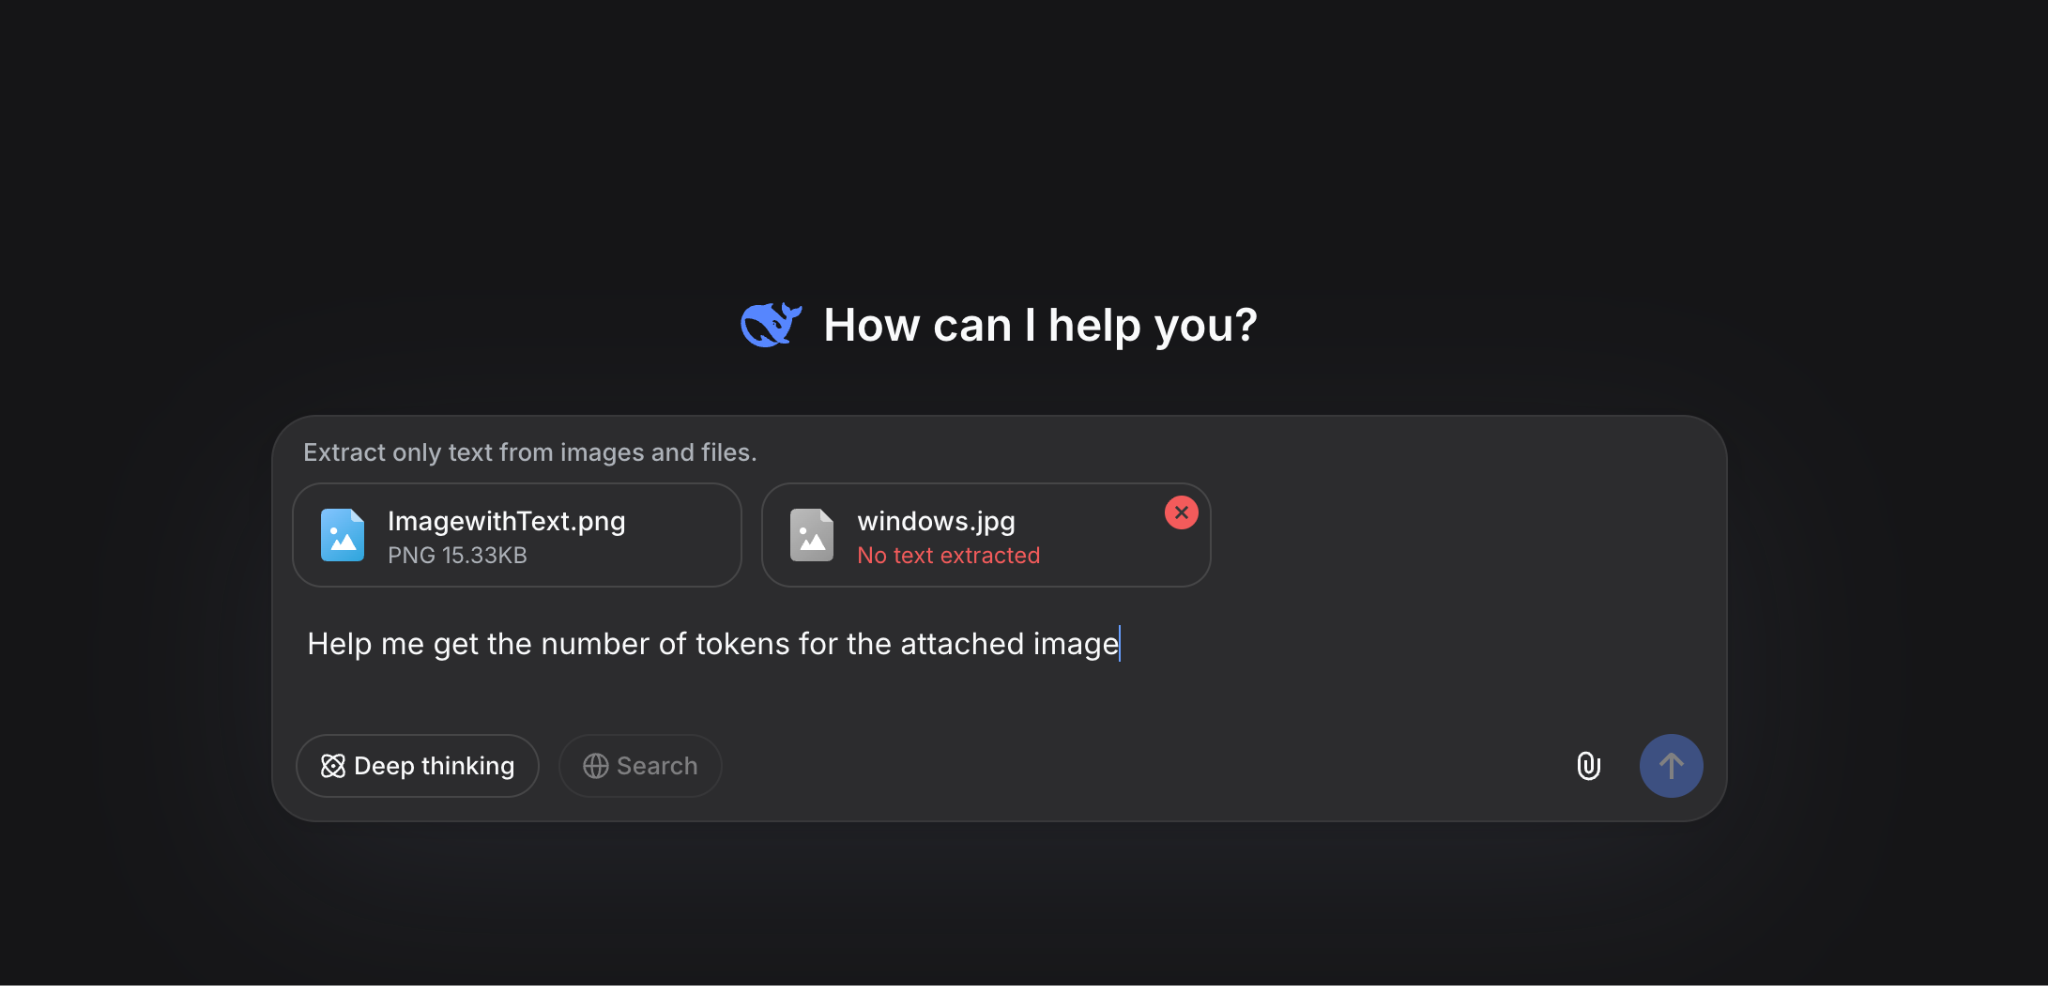 How can I help you?
Extract only text from images and files.
ImagewithText.png
PNG 15.33KB
windows.jpg
No text extracted
Help me get the number of tokens for the attached image
Deep thinking
Search